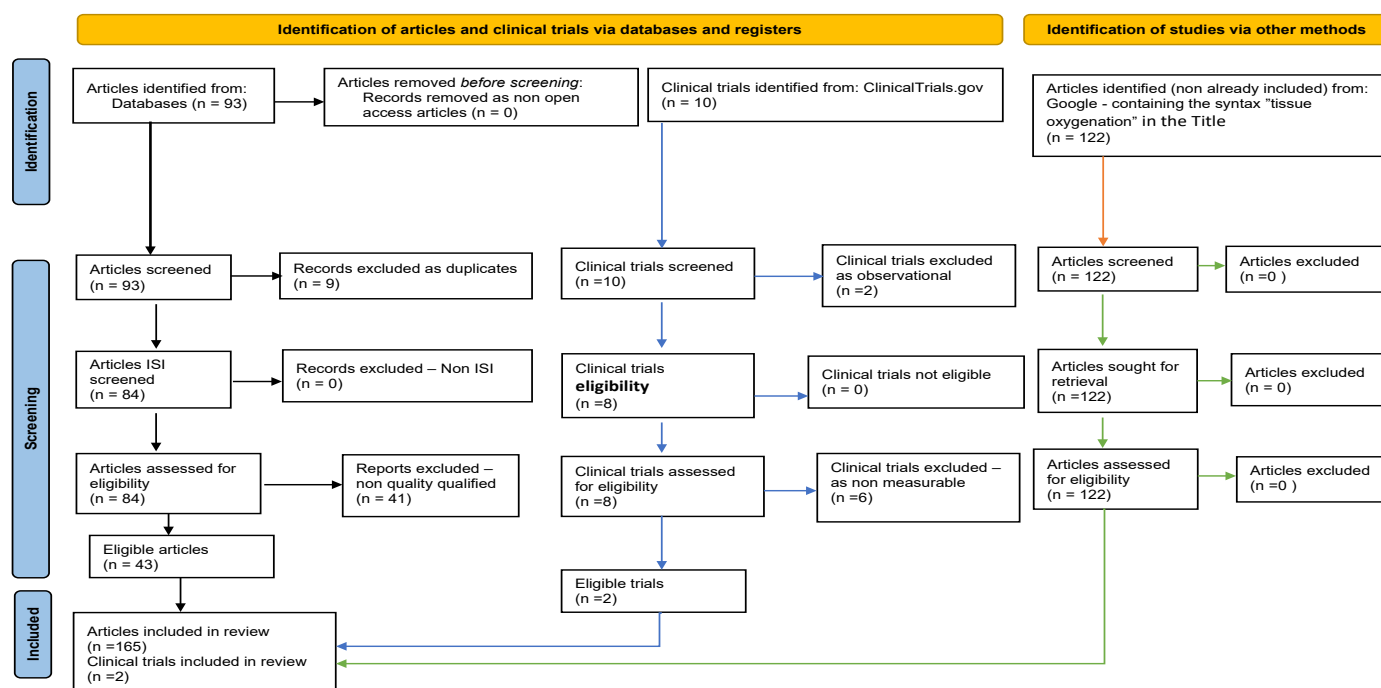 Identification of articles and clinical trials via databases and registers
Identification of studies via other methods
Identification
Articles identified from:
Databases (n = 93)
Articles removed before screening:
Records removed as non open
access articles (n = 0)
Clinical trials identified from: ClinicalTrials.gov
(n = 10)
Articles identified (non already included) from:
Google - containing the syntax ”tissue
oxygenation” in the Title
(n = 122)
Screening
Articles screened
(n = 93)
Records excluded as duplicates
(n = 9)
Clinical trials screened
(n =10)
Clinical trials excluded
as observational
(n =2)
Articles screened
(n = 122)
Articles excluded
(n =0 )
Articles ISI
screened
(n = 84)
Records excluded – Non ISI
(n = 0)
Clinical trials
eligibility
(n =8)
Clinical trials not eligible
(n = 0)
Articles sought for
retrieval
(n =122)
Articles excluded
(n = 0)
Articles assessed for
eligibility
(n = 84)
Reports excluded –
non quality qualified
(n = 41)
Clinical trials assessed
for eligibility
(n =8)
Clinical trials excluded –
as non measurable
(n =6)
Articles assessed
for eligibility
(n = 122)
Articles excluded
(n =0 )
Eligible articles
(n = 43)
Eligible trials
(n =2)
Included
Articles included in review
(n =165)
Clinical trials included in review
(n =2)